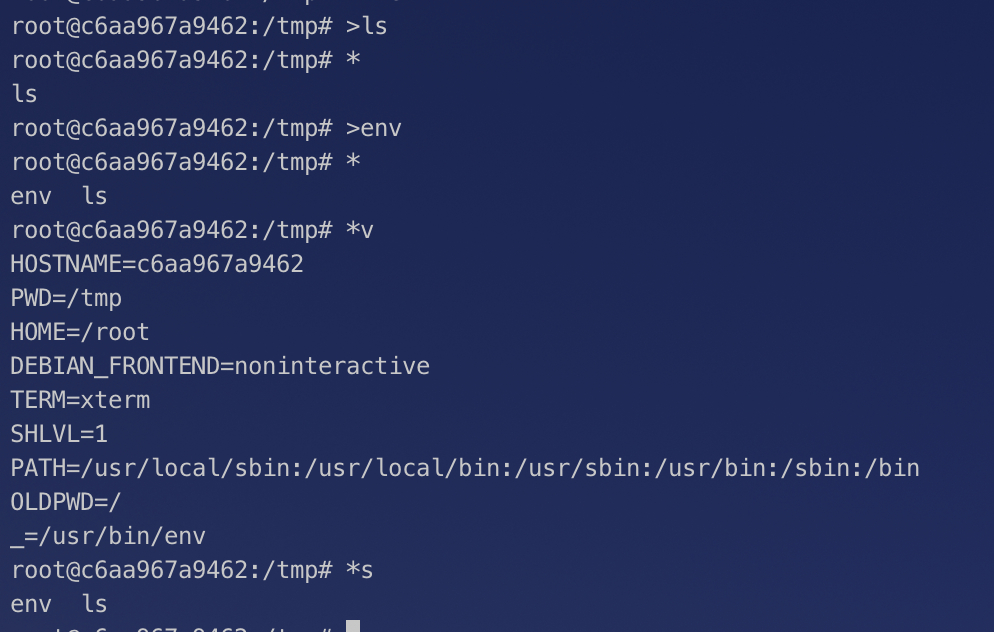 root@c6aa967a9462:/tmp# >ls
root@c6aa967a9462:/tmp# *
ls
root@c6aa967a9462:/tmp# >env
root@c6aa967a9462:/tmp# *
env  ls
root@c6aa967a9462:/tmp# *v
HOSTNAME=c6aa967a9462
PWD=/tmp
HOME=/root
DEBIAN_FRONTEND=noninteractive
TERM=xterm
SHLVL=1
PATH=/usr/local/sbin:/usr/local/bin:/usr/sbin:/usr/bin:/sbin:/bin
OLDPWD=/
_=/usr/bin/env
root@c6aa967a9462:/tmp# *s
env  ls